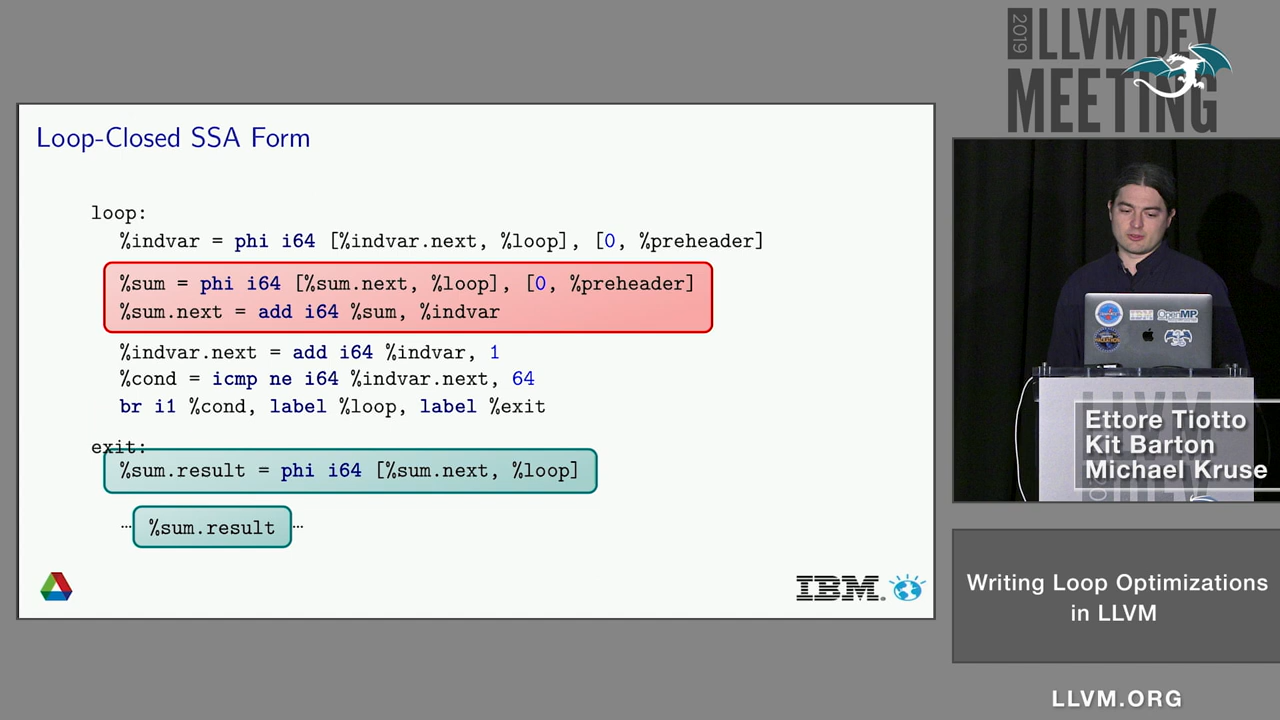 2019 LLVM DEV
MEETING
Loop-Closed SSA Form
loop:
%indvar = phi i64 [%indvar.next, %loop], [0, %preheader]
%sum = phi i64 [%sum.next, %loop], [0, %preheader]
%sum.next = add i64 %sum, %indvar
%indvar.next = add i64 %indvar, 1
%cond = icmp ne i64 %indvar.next, 64
br i1 %cond, label %loop, label %exit
exit:
%sum.result = phi i64 [%sum.next, %loop]
... %sum.result ...
IBM
OpenMP
Ettore Tiotto
Kit Barton
Michael Kruse
Writing Loop Optimizations
in LLVM
LLVM.ORG